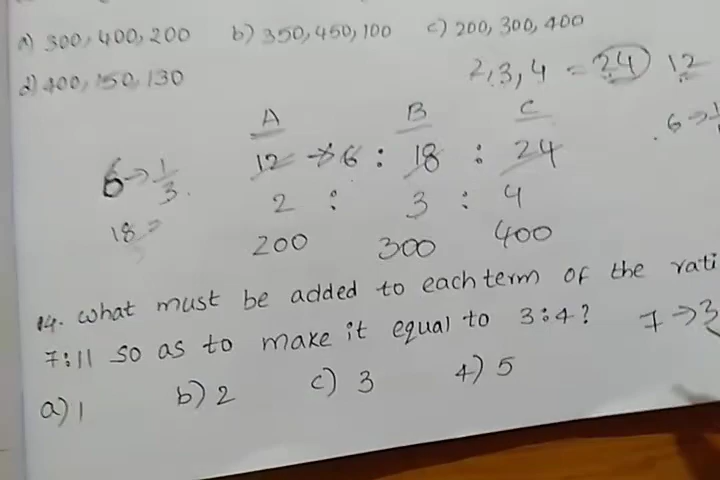 a) 300, 400, 200 b) 350, 450, 100 c) 200, 300, 400
d) 400, 150, 130
2, 3, 4 = 24 12
A B C
6 → 1/3. 12 → 6 : 18 : 24 6 →
18 = 2 : 3 : 4
200 300 400
14. What must be added to each term of the rati
7:11 so as to make it equal to 3:4? 7 → 3
a) 1 b) 2 c) 3 4) 5